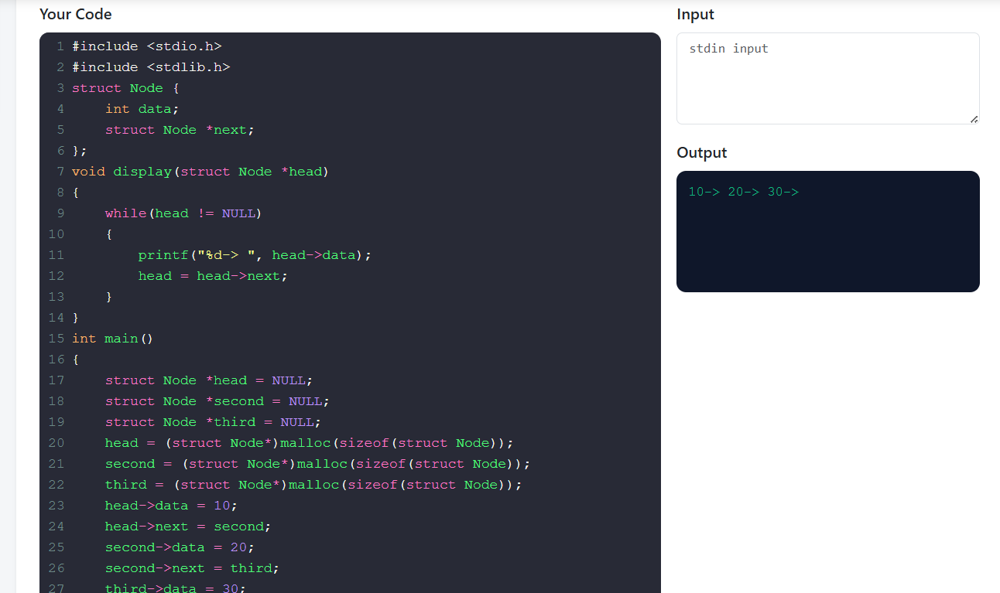 Your Code
1 #include <stdio.h>
2 #include <stdlib.h>
3 struct Node {
4     int data;
5     struct Node *next;
6 };
7 void display(struct Node *head)
8 {
9     while(head != NULL)
10     {
11         printf("%d-> ", head->data);
12         head = head->next;
13     }
14 }
15 int main()
16 {
17     struct Node *head = NULL;
18     struct Node *second = NULL;
19     struct Node *third = NULL;
20     head = (struct Node*)malloc(sizeof(struct Node));
21     second = (struct Node*)malloc(sizeof(struct Node));
22     third = (struct Node*)malloc(sizeof(struct Node));
23     head->data = 10;
24     head->next = second;
25     second->data = 20;
26     second->next = third;
27     third->data = 30;
Input
stdin input
Output
10-> 20-> 30->